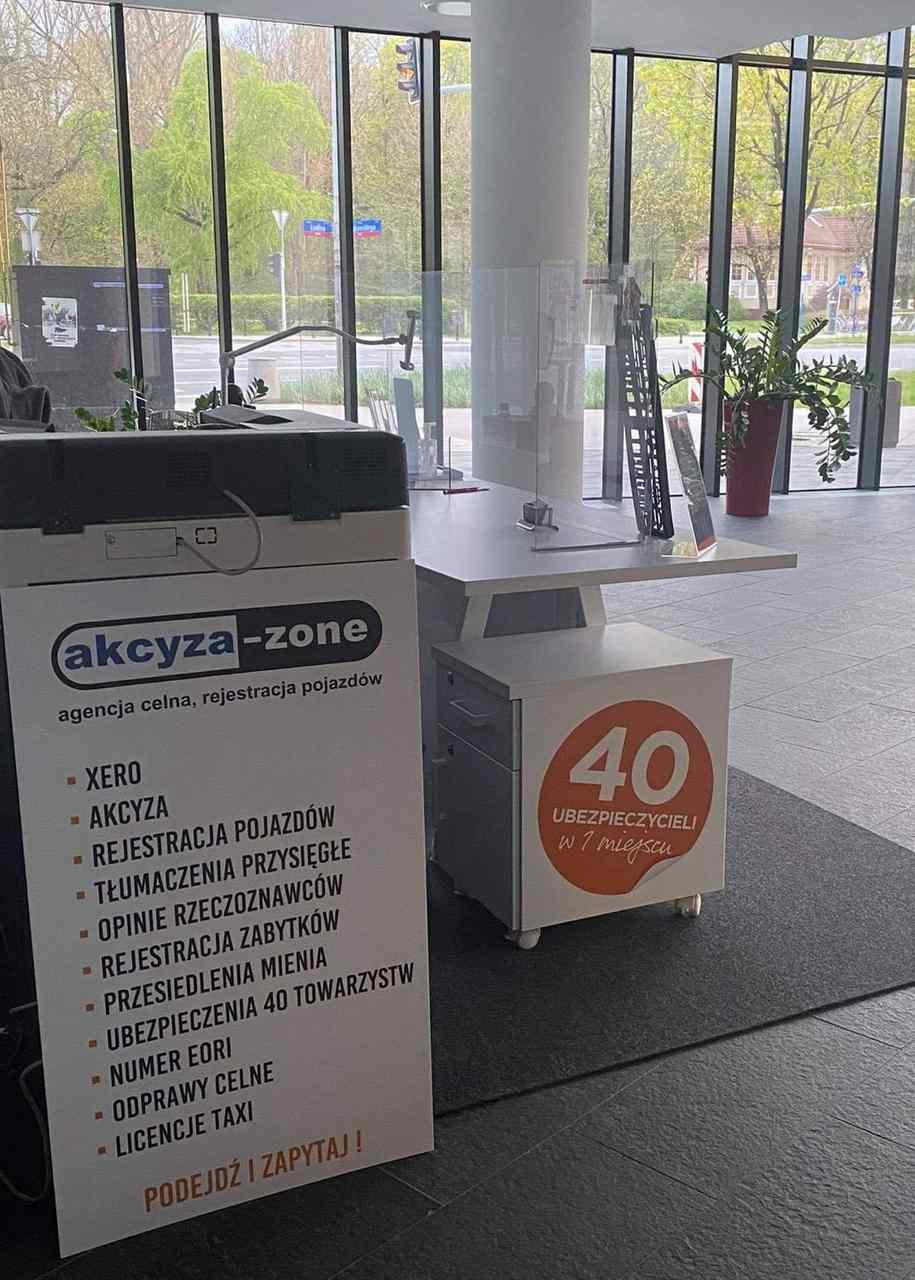 akcyza-zone
agencja celna, rejestracja pojazdów
▪ XERO
▪ AKCYZA
▪ REJESTRACJA POJAZDÓW
▪ TŁUMACZENIA PRZYSIĘGŁE
▪ OPINIE RZECZOZNAWCÓW
▪ REJESTRACJA ZABYTKÓW
▪ PRZESIEDLENIA MIENIA
▪ UBEZPIECZENIA 40 TOWARZYSTW
▪ NUMER EORI
▪ ODPRAWY CELNE
▪ LICENCJE TAXI
PODEJDŹ I ZAPYTAJ !
40
UBEZPIECZYCIELI
w 1 miejscu